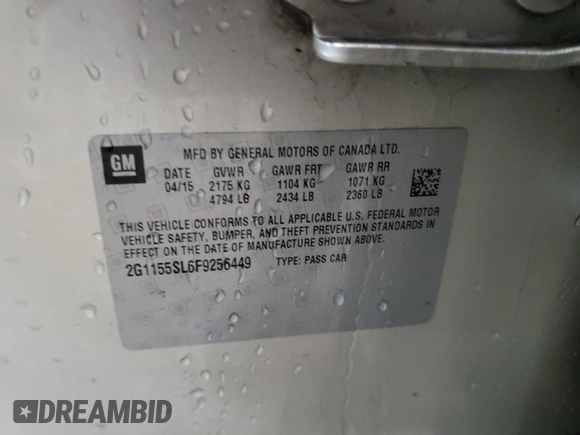 GM
MFD BY GENERAL MOTORS OF CANADA LTD.
DATE GVWR GAWR FRT GAWR RR
04/15 2175 KG 1104 KG 1071 KG
4794 LB 2434 LB 2360 LB
THIS VEHICLE CONFORMS TO ALL APPLICABLE U.S. FEDERAL MOTOR
VEHICLE SAFETY, BUMPER, AND THEFT PREVENTION STANDARDS IN
EFFECT ON THE DATE OF MANUFACTURE SHOWN ABOVE.
2G1155SL6F9256449 TYPE: PASS CAR
DREAMBID